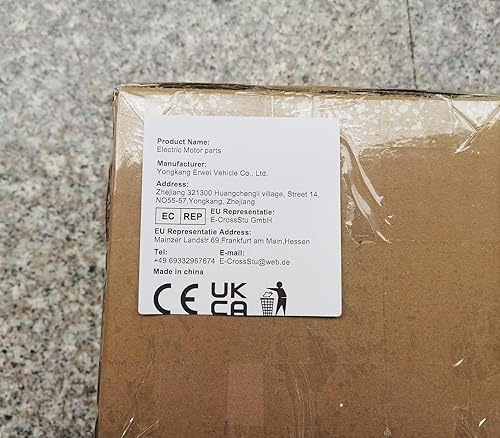 Product Name:
Electric Motor parts
Manufacturer:
Yongkang Erwei Vehicle Co,. Ltd.
Address:
Zhejiang 321300 Huangchengli village, Street 14,
NO55-57,Yongkang, Zhejiang
EC REP EU Representatie:
E-CrossStu GmbH
EU Representatie Address:
Mainzer Landstr.69,Frankfurt am Main,Hessen
Tel: E-mail:
+49 69332967674 E-CrossStu@web.de
Made in china
CE UK
CA